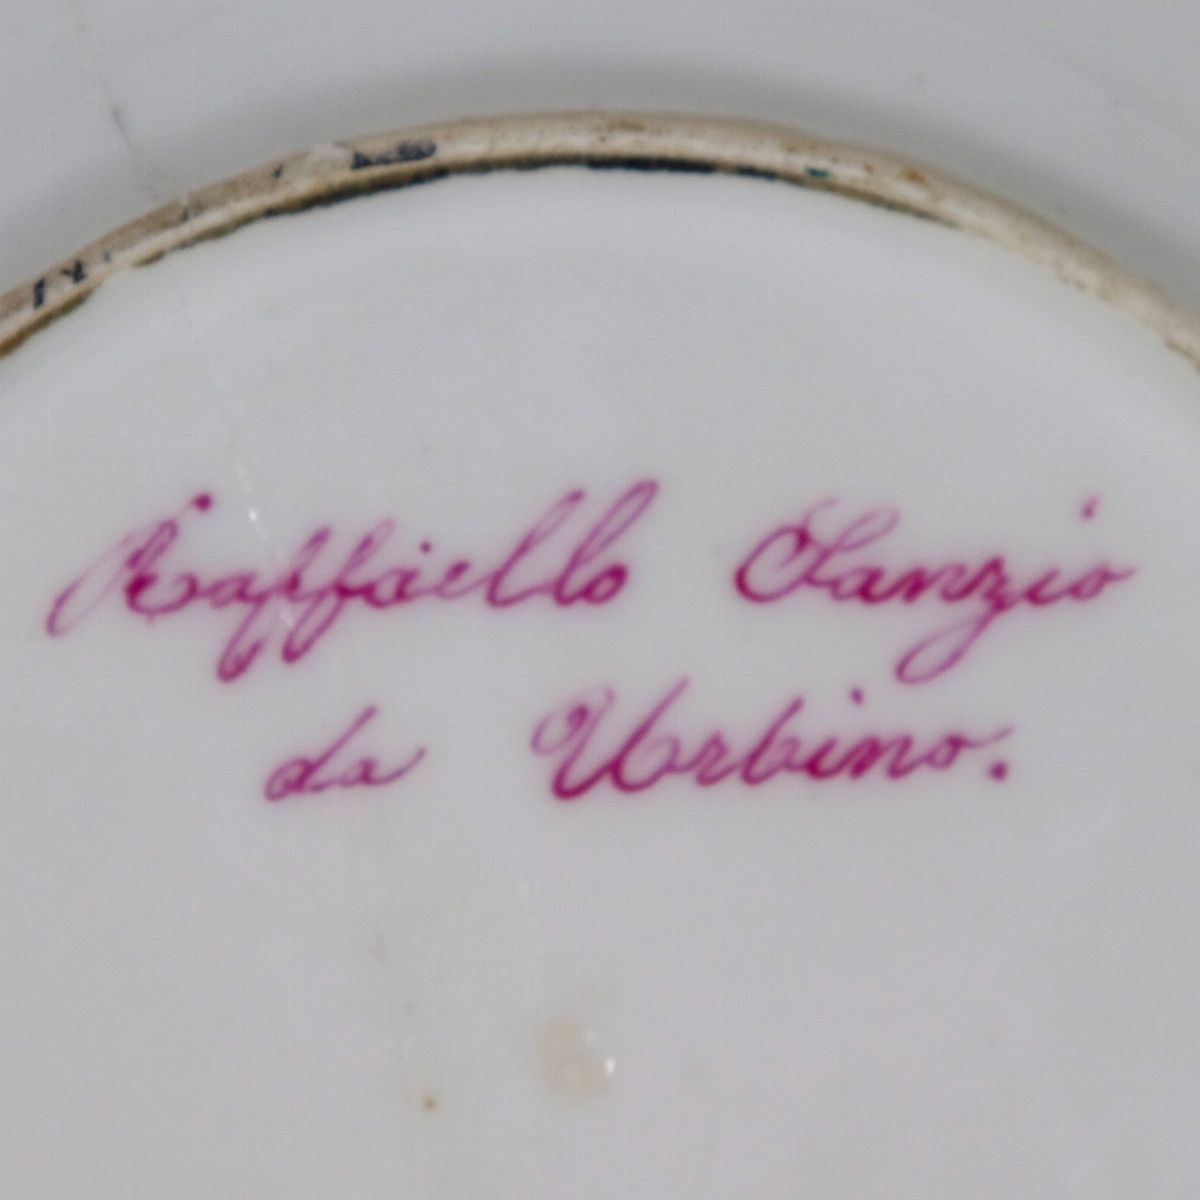 Raffaello Sanzio
da Urbino.